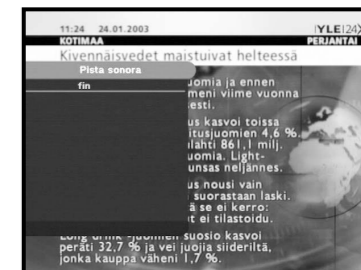 11:24 24.01.2003
YLE24
KOTIMAA
PERJANTAI
Kivennäisvedet maistuivat helteessä
Pista sonora
fin
uomia ja ennen
meni viime vuonna
esti.
us kasvoi toissa
itusjuomien 4,6 %.
lahti 861,1 milj.
uomia. Light-
unsas neljännes.
us nousi vain
suorastaan laski.
ä se ei kerro:
ut ei tilastoidu.
Long drink -juomien suosio kasvoi
peräti 32,7 % ja vei juojia siideriltä,
jonka kauppa väheni 1,7 %.